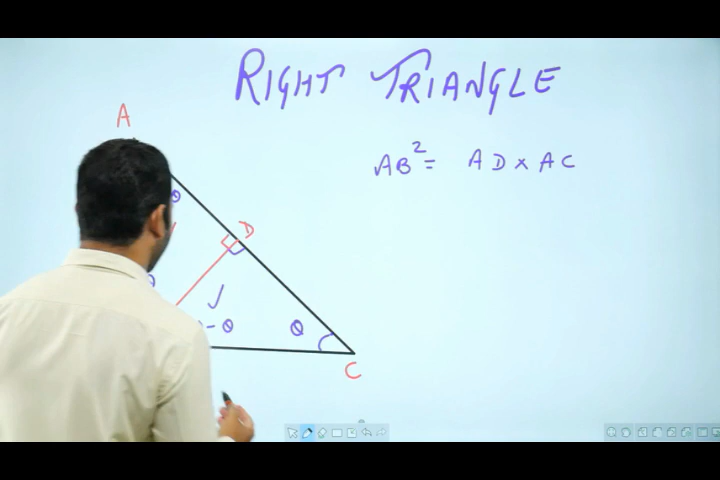 RIGHT TRIANGLE
A
AB² = AD × AC
θ
D
θ
- θ
θ
C